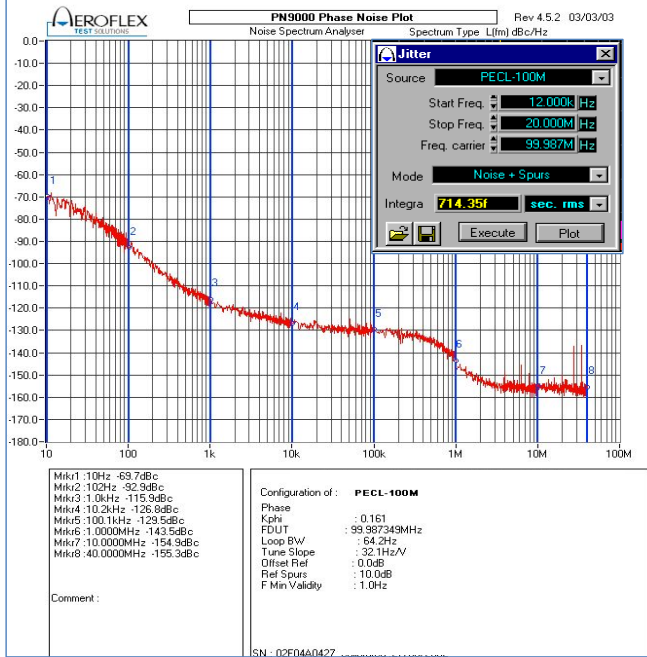 AEROFLEX
TEST SOLUTIONS
PN9000 Phase Noise Plot
Rev 4.5.2 03/03/03
Noise Spectrum Analyser
Spectrum Type L(fm) dBc/Hz
Jitter
Source PECL-100M
Start Freq. 12.000k Hz
Stop Freq. 20.000M Hz
Freq. carrier 99.987M Hz
Mode Noise + Spurs
Integra 714.35f sec. rms
Execute Plot
0.0
-10.0
-20.0
-30.0
-40.0
-50.0
-60.0
-70.0
-80.0
-90.0
-100.0
-110.0
-120.0
-130.0
-140.0
-150.0
-160.0
-170.0
-180.0
1
2
3
4
5
6
7
8
10 100 1k 10k 100k 1M 10M 100M
Mrkr1 :10Hz -69.7dBc
Mrkr2 :102Hz -92.9dBc
Mrkr3 :1.0kHz -115.9dBc
Mrkr4 :10.2kHz -126.8dBc
Mrkr5 :100.1kHz -129.5dBc
Mrkr6 :1.0000MHz -143.5dBc
Mrkr7 :10.0000MHz -154.9dBc
Mrkr8 :40.0000MHz -155.3dBc
Comment :
Configuration of : PECL-100M
Phase
Kphi : 0.161
FDUT : 99.987349MHz
Loop BW : 64.2Hz
Tune Slope : 32.1Hz/V
Offset Ref : 0.0dB
Ref Spurs : 10.0dB
F Min Validity : 1.0Hz
SN : 02F04A0427